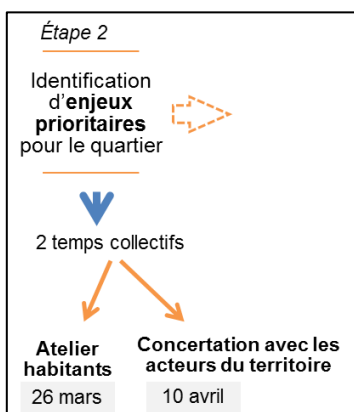 Étape 2
Identification
d'enjeux
prioritaires
pour le quartier
2 temps collectifs
Atelier
habitants
26 mars
Concertation avec les
acteurs du territoire
10 avril